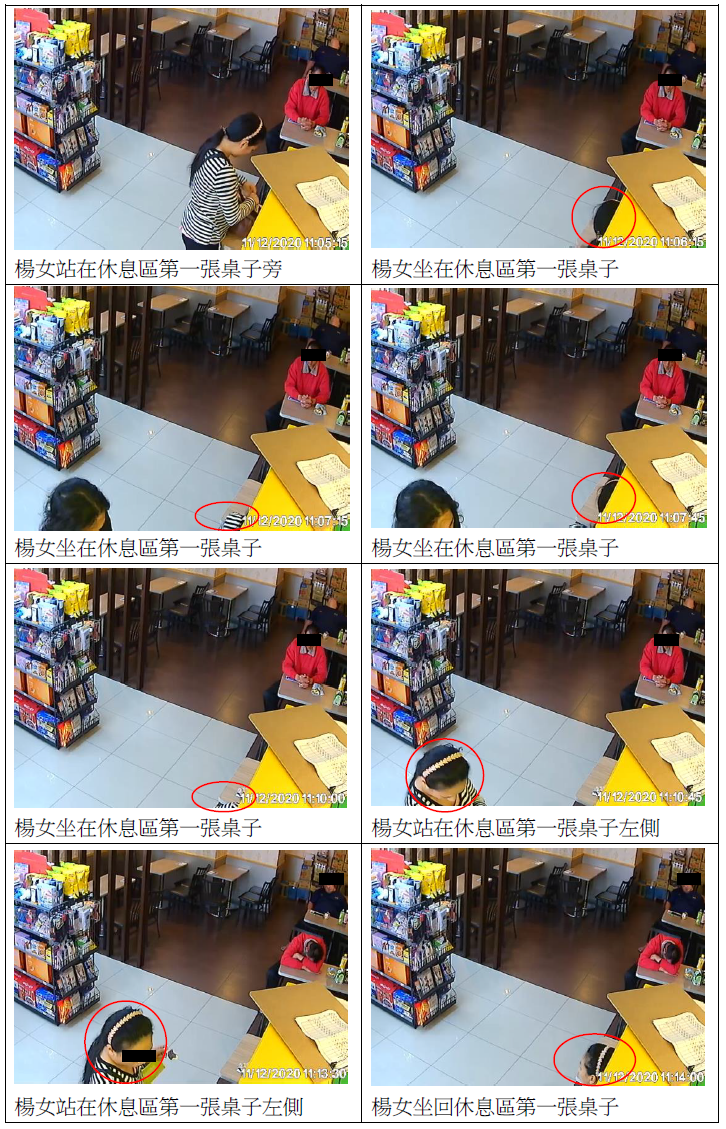 11/12/2020 11:05:15
11/12/2020 11:06:15
楊女站在休息區第一張桌子旁
楊女坐在休息區第一張桌子
11/12/2020 11:07:15
11/12/2020 11:07:45
楊女坐在休息區第一張桌子
楊女坐在休息區第一張桌子
11/12/2020 11:10:00
11/12/2020 11:10:45
楊女坐在休息區第一張桌子
楊女站在休息區第一張桌子左側
11/12/2020 11:13:30
11/12/2020 11:14:00
楊女站在休息區第一張桌子左側
楊女坐回休息區第一張桌子